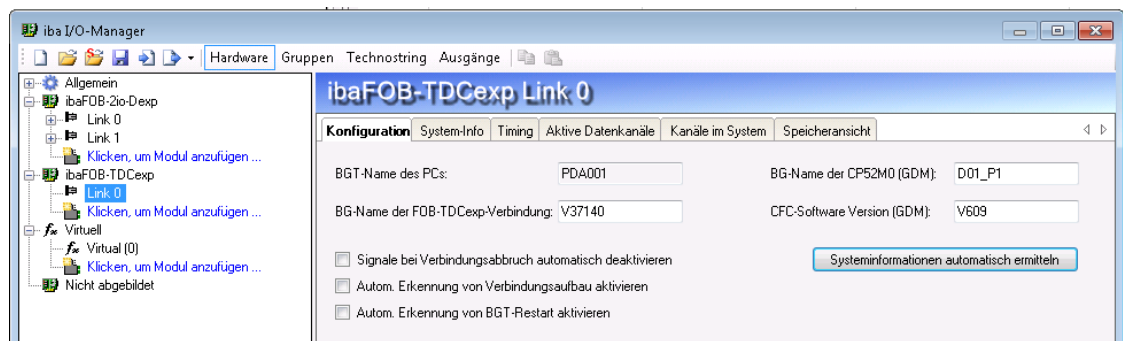 iba I/O-Manager
Hardware Gruppen Technostring Ausgänge
Allgemein
ibaFOB-2io-Dexp
Link 0
Link 1
Klicken, um Modul anzufügen ...
ibaFOB-TDCexp
Link 0
Klicken, um Modul anzufügen ...
Virtuell
Virtual (0)
Klicken, um Modul anzufügen ...
Nicht abgebildet
ibaFOB-TDCexp Link 0
Konfiguration System-Info Timing Aktive Datenkanäle Kanäle im System Speicheransicht
BGT-Name des PCs: PDA001 BG-Name der CP52M0 (GDM): D01_P1
BG-Name der FOB-TDCexp-Verbindung: V37140 CFC-Software Version (GDM): V609
Signale bei Verbindungsabbruch automatisch deaktivieren Systeminformationen automatisch ermitteln
Autom. Erkennung von Verbindungsaufbau aktivieren
Autom. Erkennung von BGT-Restart aktivieren